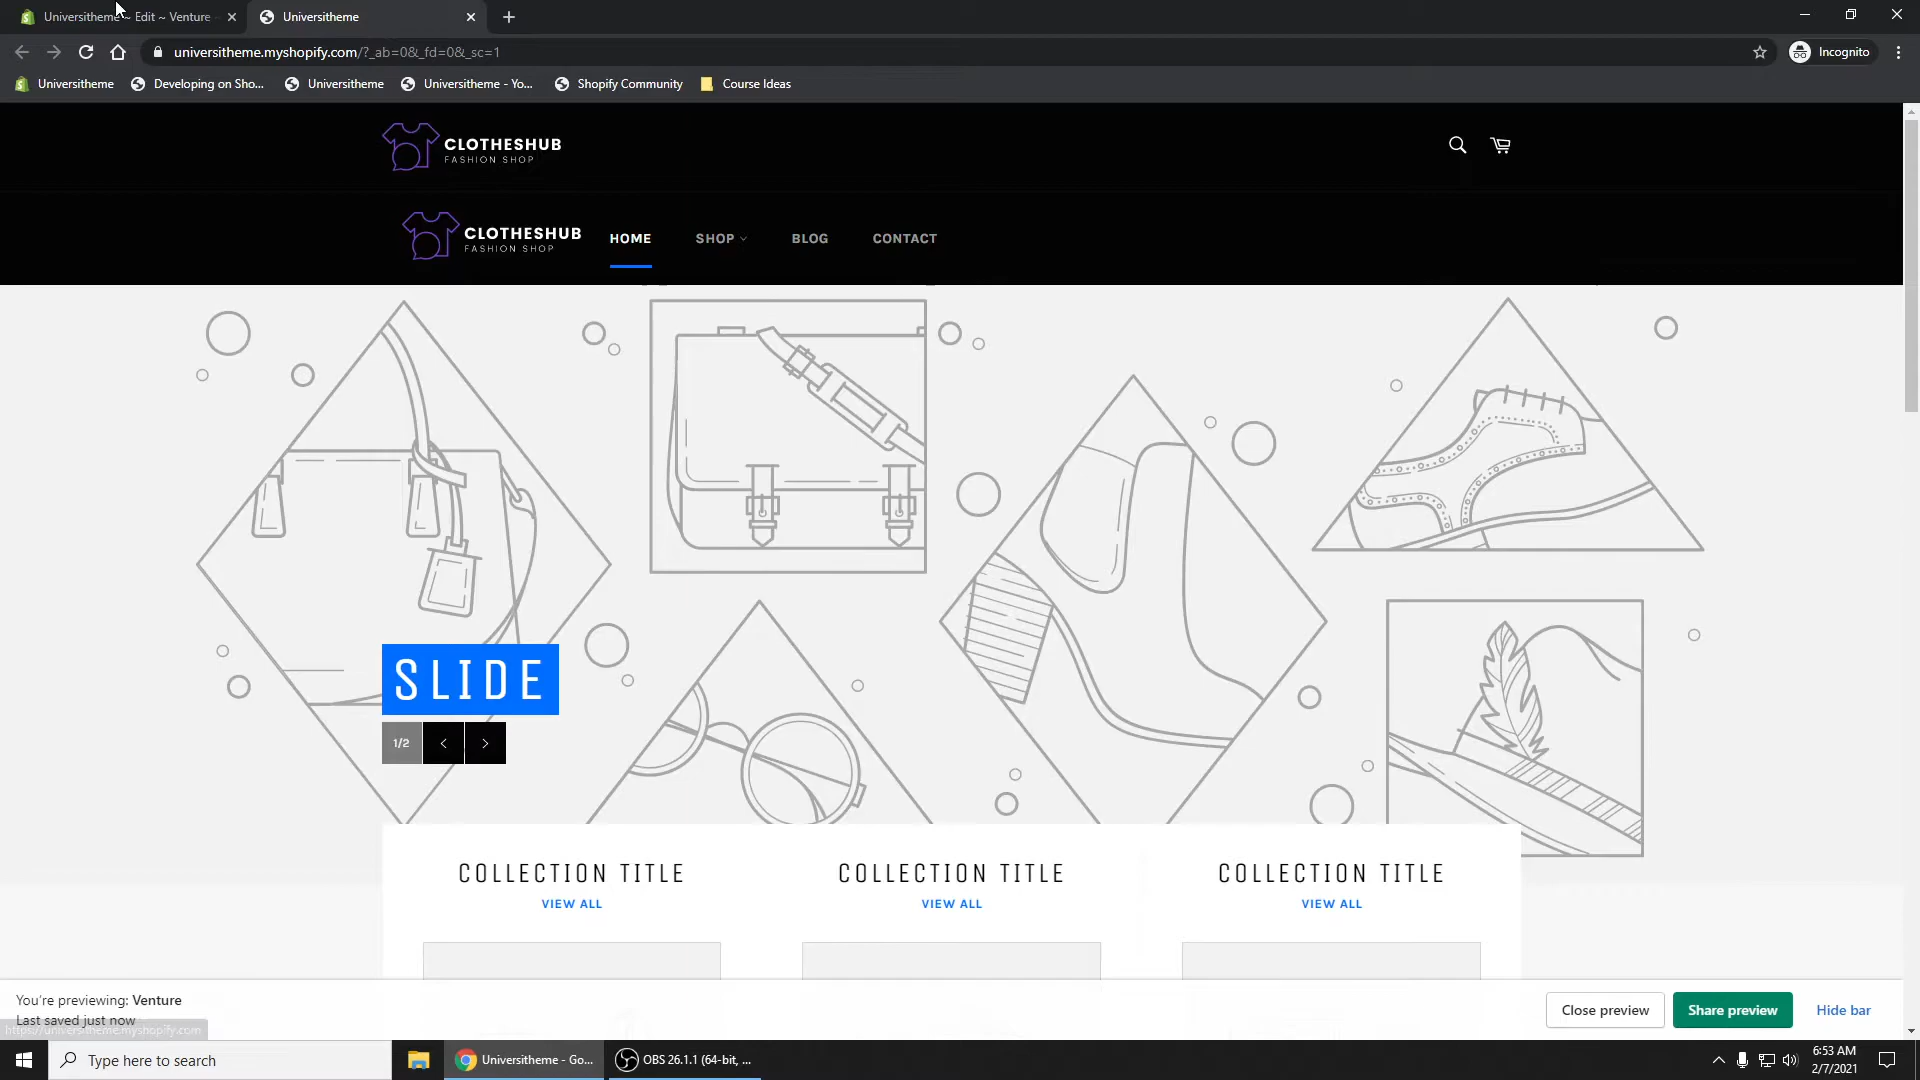 Universitheme ~ Edit ~ Venture
Universitheme
universitheme.myshopify.com/?_ab=0&_fd=0&_sc=1
Incognito
Universitheme
Developing on Sho...
Universitheme
Universitheme - Yo...
Shopify Community
Course Ideas
CLOTHESHUB
FASHION SHOP
CLOTHESHUB
FASHION SHOP
HOME
SHOP
BLOG
CONTACT
SLIDE
1/2
COLLECTION TITLE
VIEW ALL
COLLECTION TITLE
VIEW ALL
COLLECTION TITLE
VIEW ALL
You're previewing: Venture
Last saved just now
https://universitheme.myshopify.com
Close preview
Share preview
Hide bar
Type here to search
Universitheme - Go...
OBS 26.1.1 (64-bit, ...
6:53 AM
2/7/2021